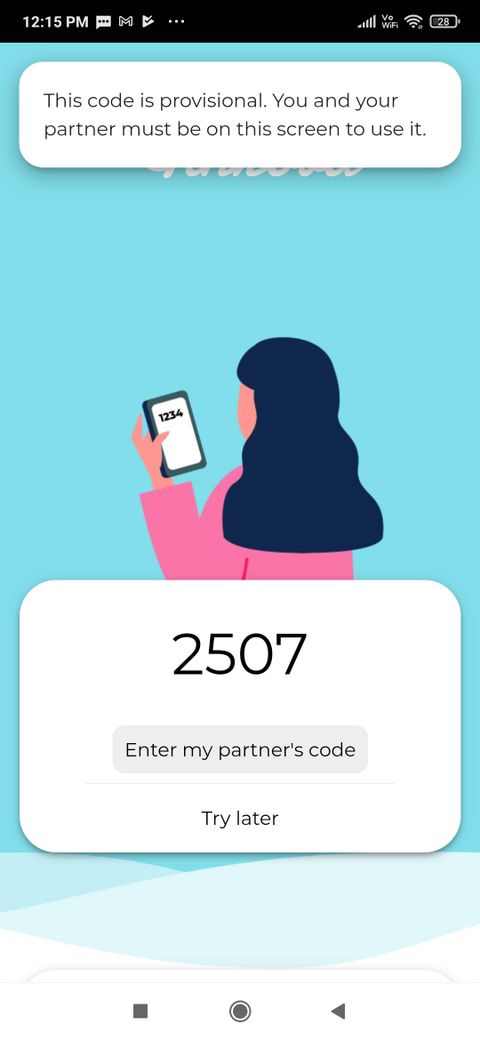 12:15 PM
Vo
WiFi
28
This code is provisional. You and your
partner must be on this screen to use it.
1234
2507
Enter my partner's code
Try later